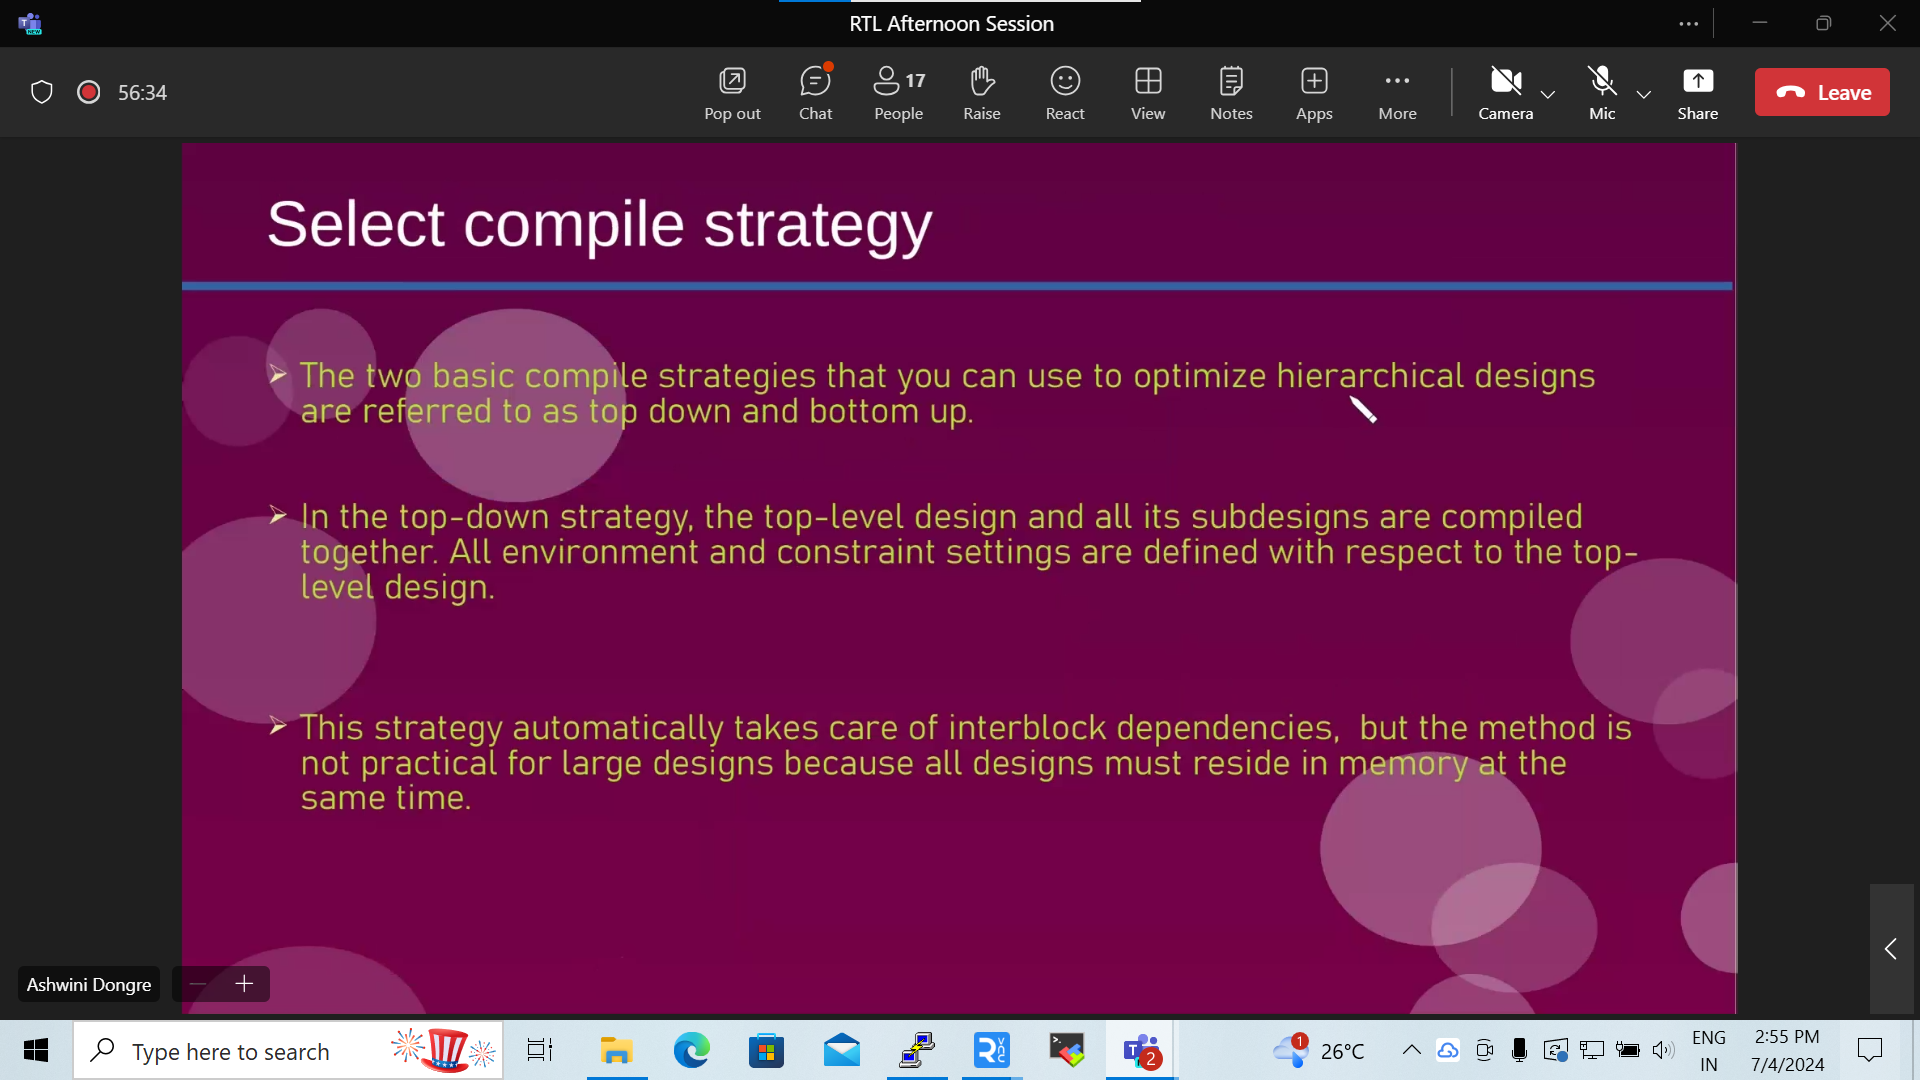 RTL Afternoon Session
56:34
Pop out
Chat
17
People
Raise
React
View
Notes
Apps
More
Camera
Mic
Share
Leave
Select compile strategy
The two basic compile strategies that you can use to optimize hierarchical designs
are referred to as top down and bottom up.
In the top-down strategy, the top-level design and all its subdesigns are compiled
together. All environment and constraint settings are defined with respect to the top-
level design.
This strategy automatically takes care of interblock dependencies, but the method is
not practical for large designs because all designs must reside in memory at the
same time.
Ashwini Dongre
Type here to search
2
1
26°C
ENG
IN
2:55 PM
7/4/2024